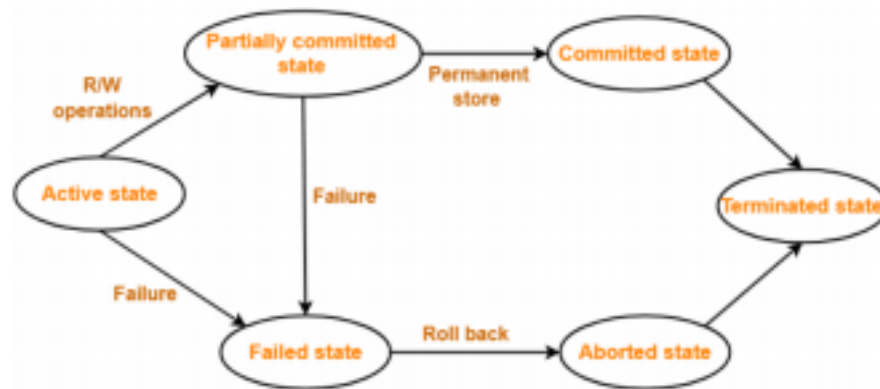 Partially committed
state
Committed state
R/W
operations
Permanent
store
Active state
Failure
Terminated state
Failure
Roll back
Failed state
Aborted state